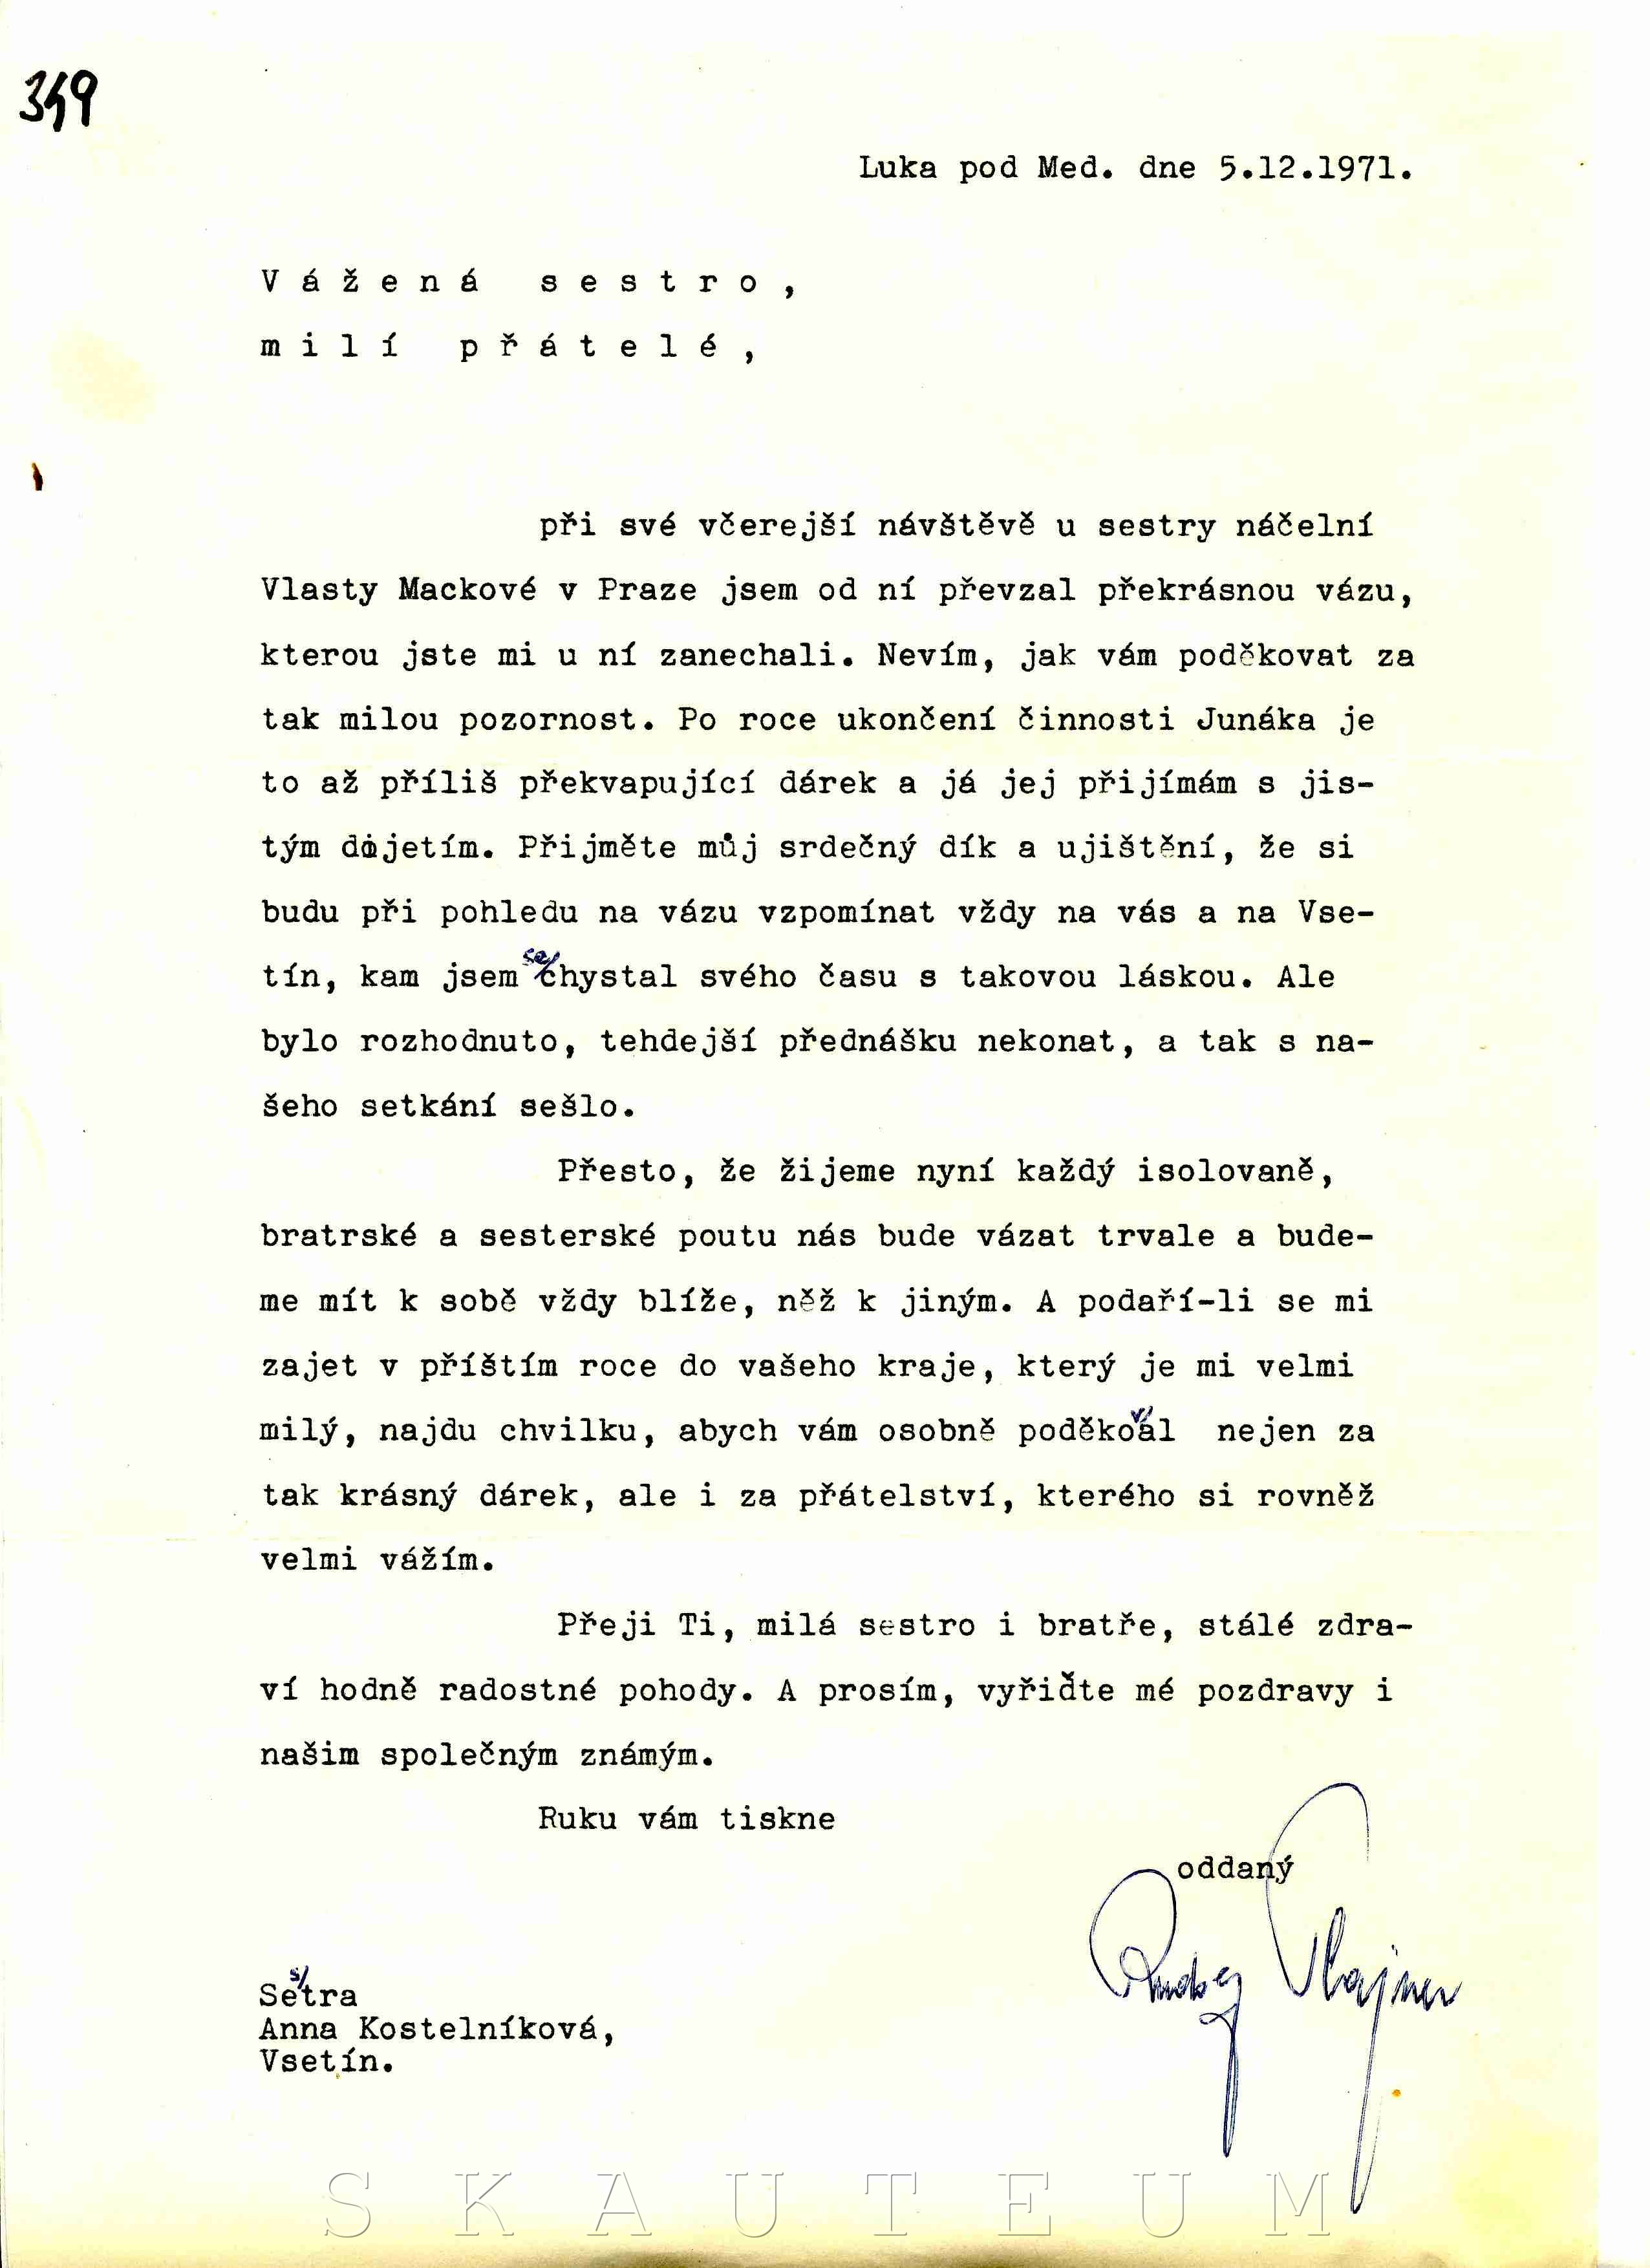 349
Luka pod Med. dne 5.12.1971.
Vážená sestro,
milí přátelé,
při své včerejší návštěvě u sestry náčelní
Vlasty Mackové v Praze jsem od ní převzal překrásnou vázu,
kterou jste mi u ní zanechali. Nevím, jak vám poděkovat za
tak milou pozornost. Po roce ukončení činnosti Junáka je
to až příliš překvapující dárek a já jej přijímám s jis-
tým dojetím. Přijměte můj srdečný dík a ujištění, že si
budu při pohledu na vázu vzpomínat vždy na vás a na Vse-
tín, kam jsem se chystal svého času s takovou láskou. Ale
bylo rozhodnuto, tehdejší přednášku nekonat, a tak s na-
šeho setkání sešlo.
Přesto, že žijeme nyní každý isolovaně,
bratrské a sesterské poutu nás bude vázat trvale a bude-
me mít k sobě vždy blíže, něž k jiným. A podaří-li se mi
zajet v příštím roce do vašeho kraje, který je mi velmi
milý, najdu chvilku, abych vám osobně poděkoval nejen za
tak krásný dárek, ale i za přátelství, kterého si rovněž
velmi vážím.
Přeji Ti, milá sestro i bratře, stálé zdra-
ví hodně radostné pohody. A prosím, vyřiďte mé pozdravy i
našim společným známým.
Ruku vám tiskne
oddaný
Rudolf Plajner
Sestra
Anna Kostelníková,
Vsetín.
SKAUTEUM